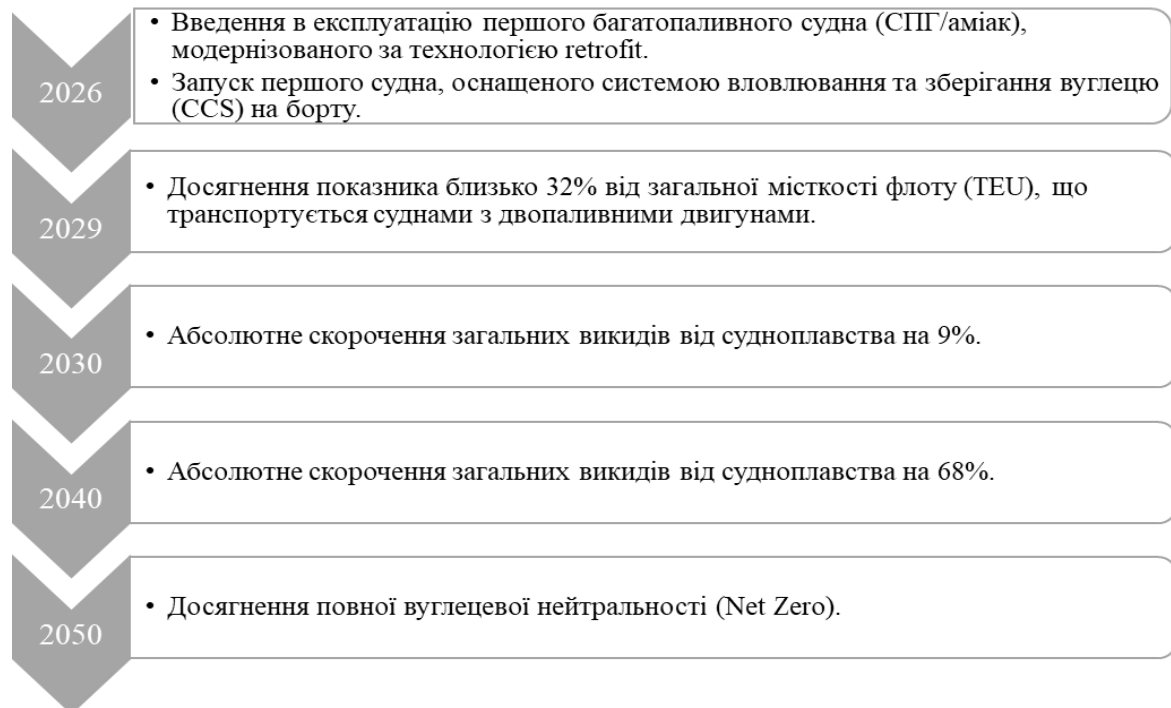 2026
• Введення в експлуатацію першого багатопаливного судна (СПГ/аміак),
модернізованого за технологією retrofit.
• Запуск першого судна, оснащеного системою вловлювання та зберігання вуглецю
(CCS) на борту.
2029
• Досягнення показника близько 32% від загальної місткості флоту (TEU), що
транспортується суднами з двопаливними двигунами.
2030
• Абсолютне скорочення загальних викидів від судноплавства на 9%.
2040
• Абсолютне скорочення загальних викидів від судноплавства на 68%.
2050
• Досягнення повної вуглецевої нейтральності (Net Zero).